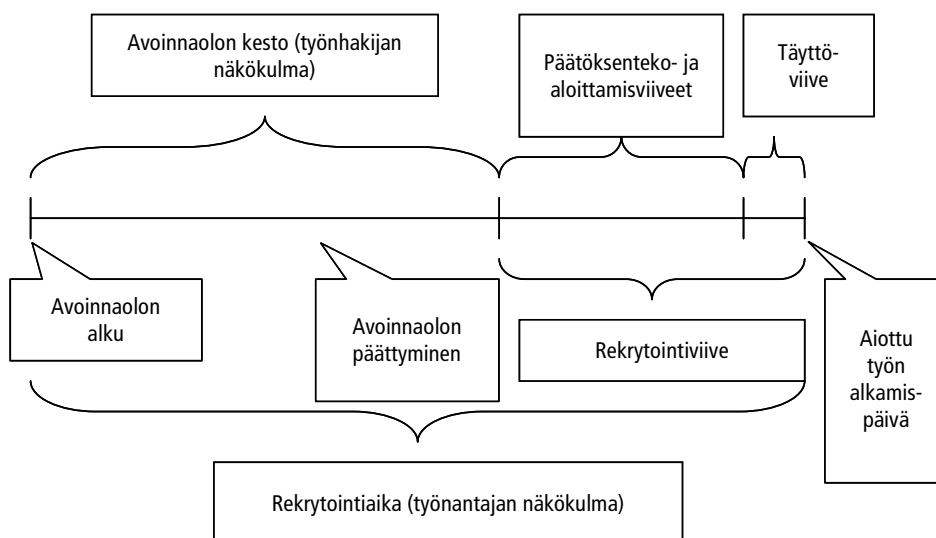 Avoinnaolon kesto (työnhakijan
näkökulma)
Päätöksenteko- ja
aloittamisviiveet
Täyttö-
viive
Avoinnaolon
alku
Avoinnaolon
päättyminen
Rekrytointiviive
Aiottu
työn
alkamis-
päivä
Rekrytointiaika (työnantajan näkökulma)